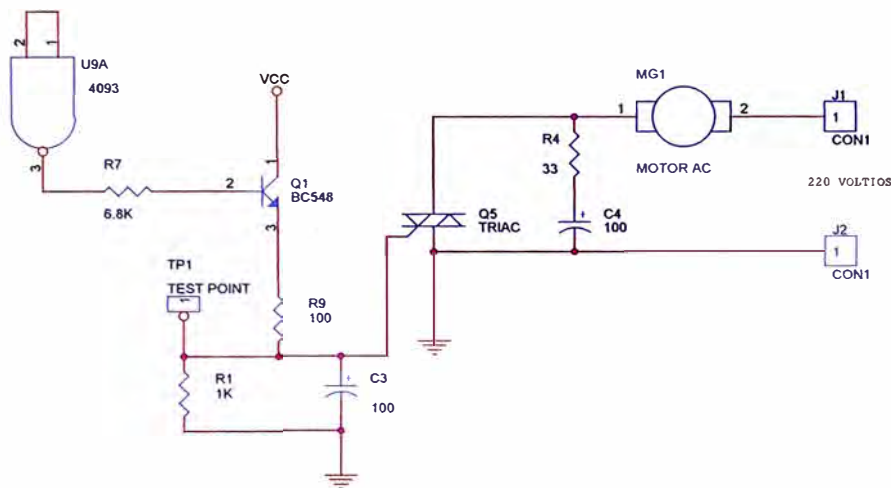 2
1
U9A
4093
3
R7
6.8K
VCC
1
2
Q1
BC548
3
TP1
TEST POINT
1
R9
100
R1
1K
C3
+
100
Q5
TRIAC
R4
33
+
C4
100
MG1
1
2
MOTOR AC
J1
1
CON1
220 VOLTIOS
J2
1
CON1